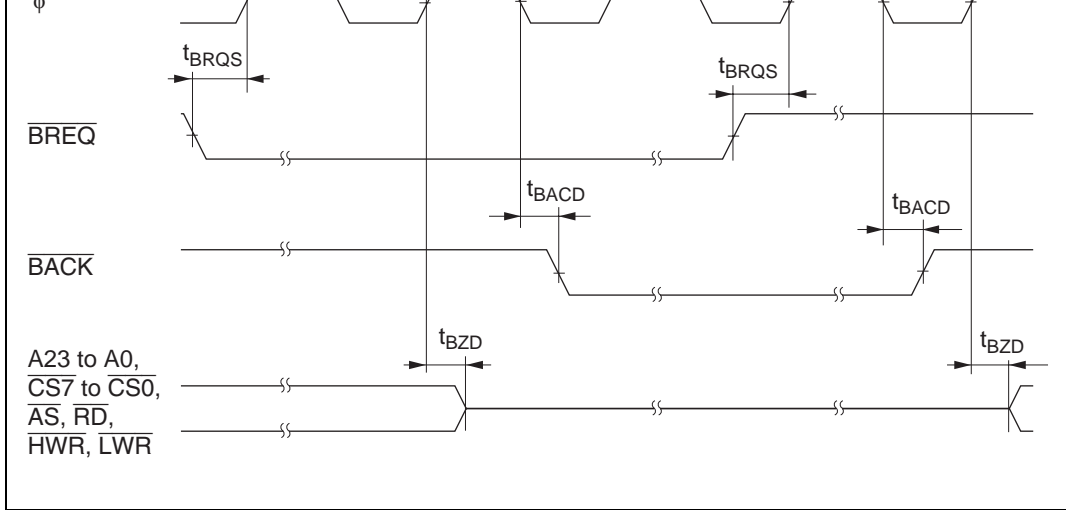 φ
tBRQS
tBRQS
BREQ
tBACD
tBACD
BACK
tBZD
tBZD
A23 to A0,
CS7 to CS0,
AS, RD,
HWR, LWR